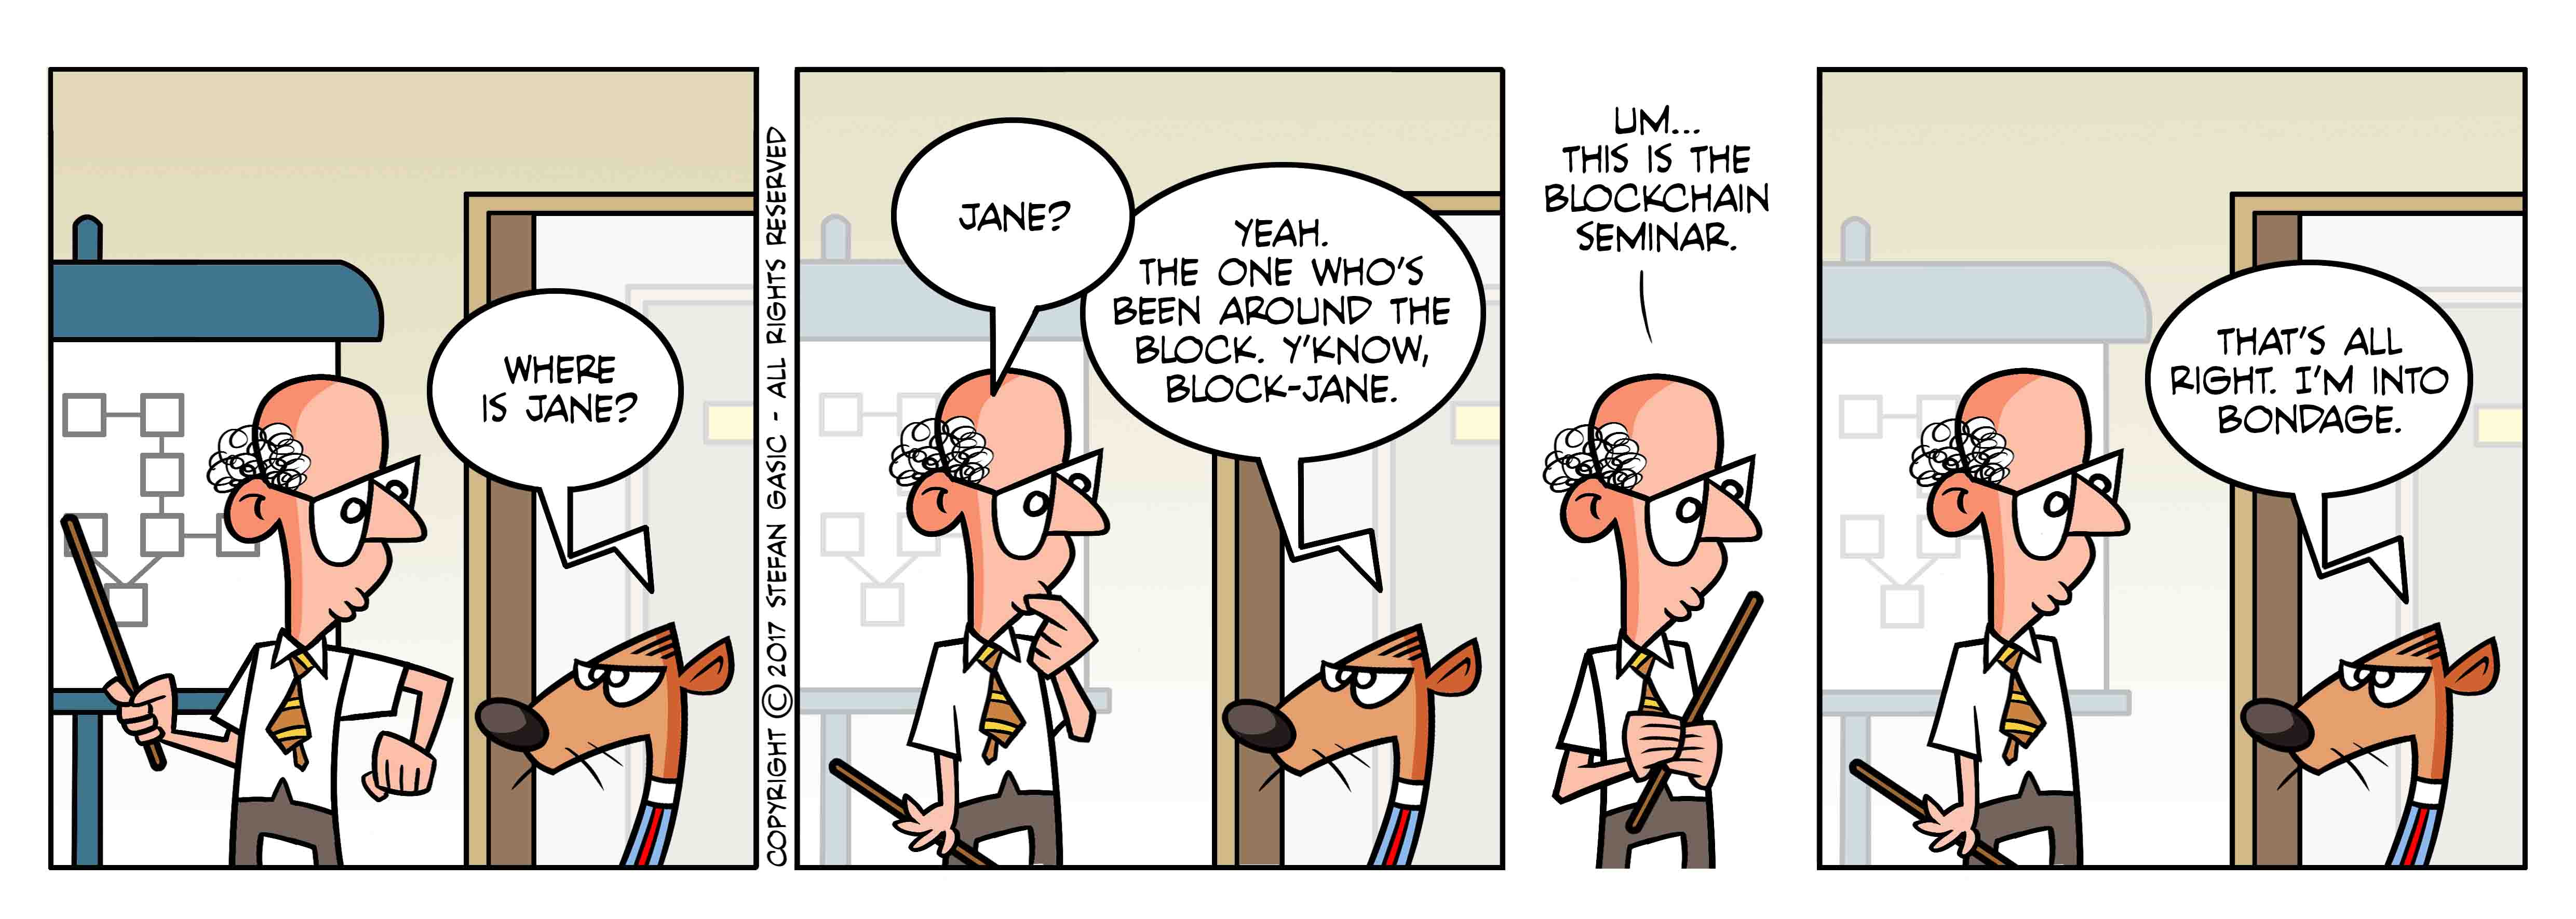 WHERE
IS JANE?
COPYRIGHT © 2017 STEFAN GASIC - ALL RIGHTS RESERVED
JANE?
YEAH.
THE ONE WHO'S
BEEN AROUND THE
BLOCK. Y'KNOW,
BLOCK-JANE.
UM...
THIS IS THE
BLOCKCHAIN
SEMINAR.
THAT'S ALL
RIGHT. I'M INTO
BONDAGE.